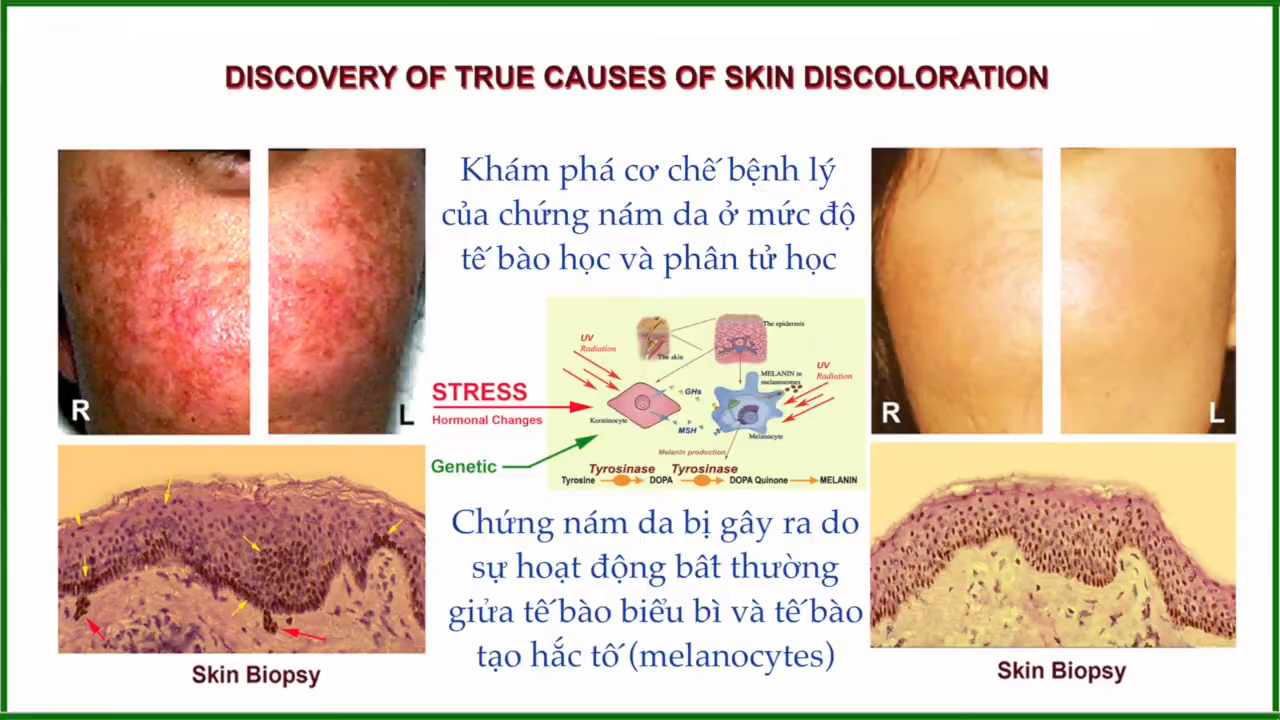 DISCOVERY OF TRUE CAUSES OF SKIN DISCOLORATION
R
L
Skin Biopsy
Khám phá cơ chế bệnh lý
của chứng nám da ở mức độ
tế bào học và phân tử học
STRESS
Hormonal Changes
Genetic
UV
Radiation
The skin
The epidermis
UV
Radiation
MELANIN in
melanosomes
GHs
MSH
Keratinocyte
Melanocyte
Melanin production
Tyrosinase Tyrosinase
Tyrosine DOPA DOPA Quinone MELANIN
Chứng nám da bị gây ra do
sự hoạt động bất thường
giửa tế bào biểu bì và tế bào
tạo hắc tố (melanocytes)
R
L
Skin Biopsy